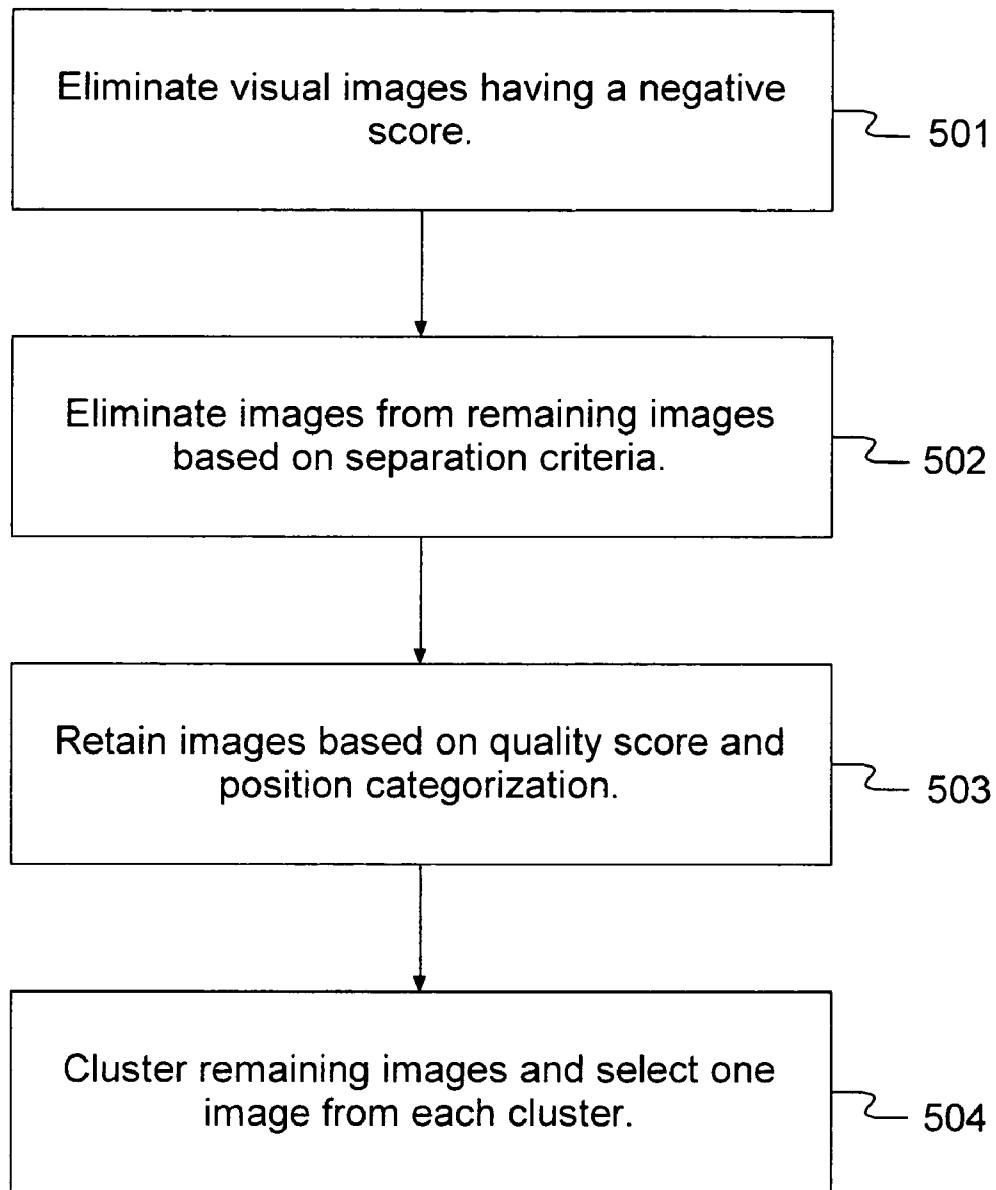 Eliminate visual images having a negative
score.
501
Eliminate images from remaining images
based on separation criteria.
502
Retain images based on quality score and
position categorization.
503
Cluster remaining images and select one
image from each cluster.
504